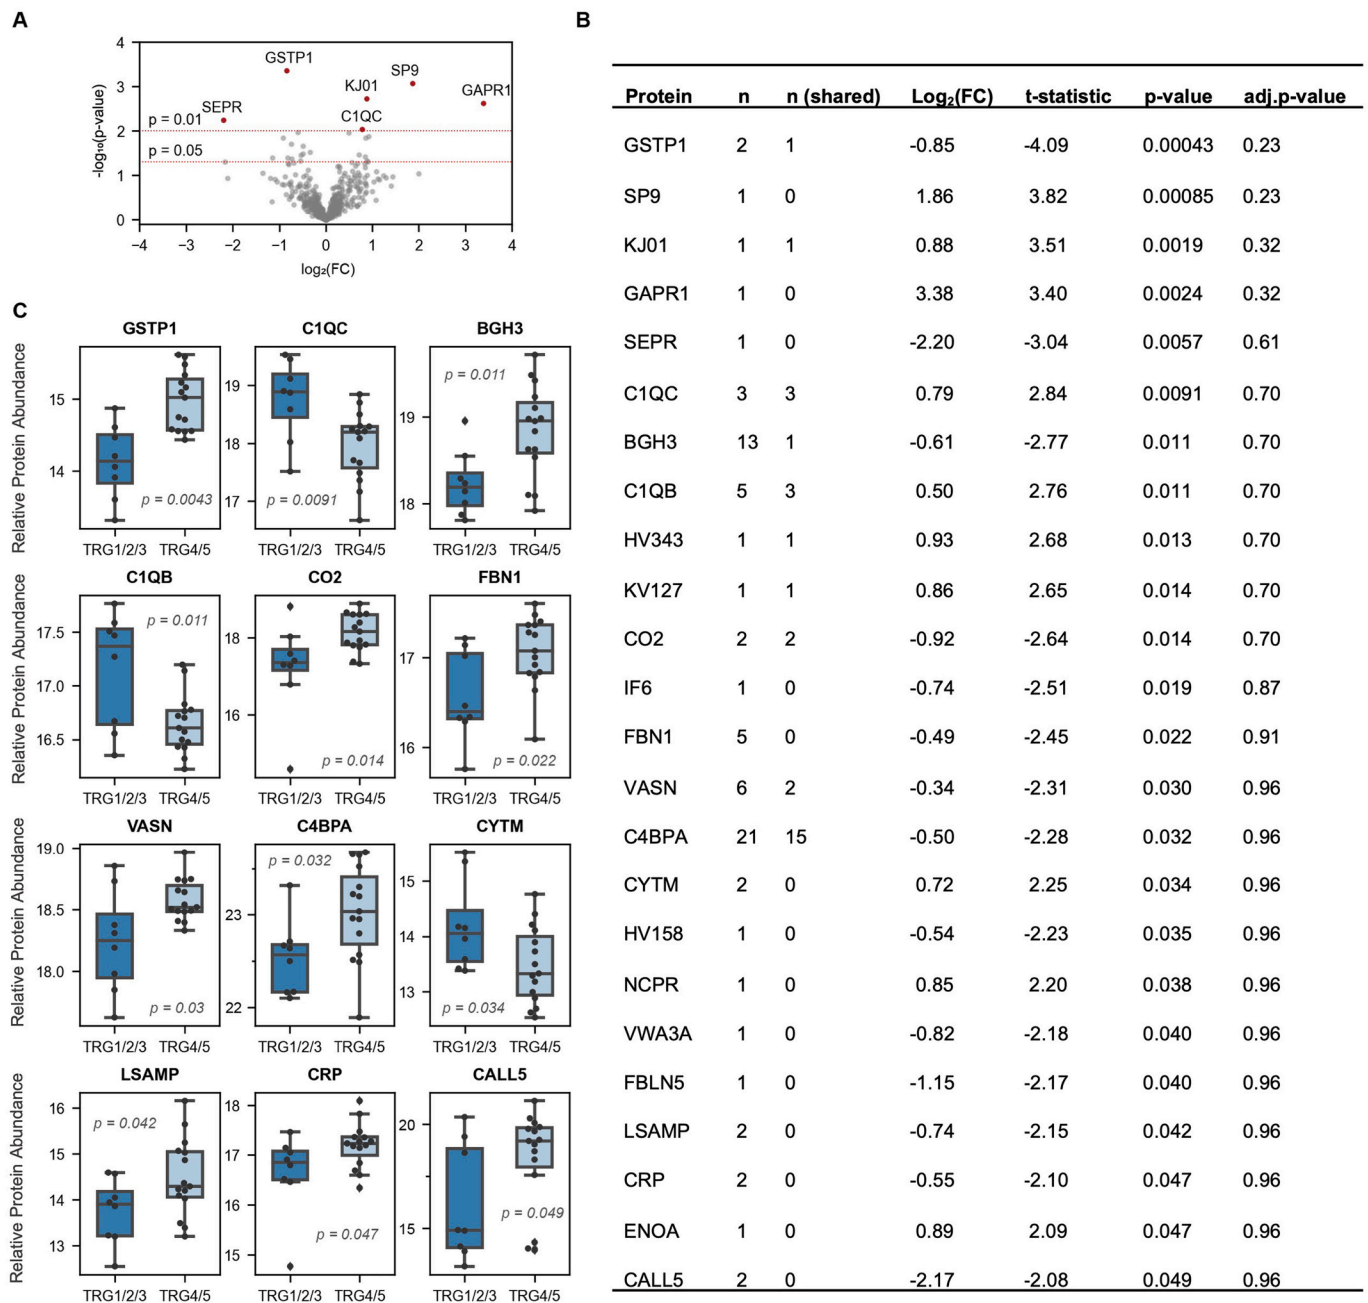 A
-log₁₀(p-value)
4
3
2
1
0
GSTP1
SP9
KJ01
GAPR1
SEPR
C1QC
p = 0.01
p = 0.05
−4 −3 −2 −1 0 1 2 3 4
log₂(FC)
B
Protein n n (shared) Log₂(FC) t-statistic p-value adj.p-value
GSTP1 2 1 -0.85 -4.09 0.00043 0.23
SP9 1 0 1.86 3.82 0.00085 0.23
KJ01 1 1 0.88 3.51 0.0019 0.32
GAPR1 1 0 3.38 3.40 0.0024 0.32
SEPR 1 0 -2.20 -3.04 0.0057 0.61
C1QC 3 3 0.79 2.84 0.0091 0.70
BGH3 13 1 -0.61 -2.77 0.011 0.70
C1QB 5 3 0.50 2.76 0.011 0.70
HV343 1 1 0.93 2.68 0.013 0.70
KV127 1 1 0.86 2.65 0.014 0.70
CO2 2 2 -0.92 -2.64 0.014 0.70
IF6 1 0 -0.74 -2.51 0.019 0.87
FBN1 5 0 -0.49 -2.45 0.022 0.91
VASN 6 2 -0.34 -2.31 0.030 0.96
C4BPA 21 15 -0.50 -2.28 0.032 0.96
CYTM 2 0 0.72 2.25 0.034 0.96
HV158 1 0 -0.54 -2.23 0.035 0.96
NCPR 1 0 0.85 2.20 0.038 0.96
VWA3A 1 0 -0.82 -2.18 0.040 0.96
FBLN5 1 0 -1.15 -2.17 0.040 0.96
LSAMP 2 0 -0.74 -2.15 0.042 0.96
CRP 2 0 -0.55 -2.10 0.047 0.96
ENOA 1 0 0.89 2.09 0.047 0.96
CALL5 2 0 -2.17 -2.08 0.049 0.96
C
Relative Protein Abundance
GSTP1
15
14
p = 0.0043
TRG1/2/3 TRG4/5
C1QC
19
18
17
p = 0.0091
TRG1/2/3 TRG4/5
BGH3
19
18
p = 0.011
TRG1/2/3 TRG4/5
Relative Protein Abundance
C1QB
17.5
17.0
16.5
p = 0.011
TRG1/2/3 TRG4/5
CO2
18
16
p = 0.014
TRG1/2/3 TRG4/5
FBN1
17
16
p = 0.022
TRG1/2/3 TRG4/5
Relative Protein Abundance
VASN
19.0
18.5
18.0
p = 0.03
TRG1/2/3 TRG4/5
C4BPA
23
22
p = 0.032
TRG1/2/3 TRG4/5
CYTM
15
14
13
p = 0.034
TRG1/2/3 TRG4/5
Relative Protein Abundance
LSAMP
16
15
14
13
p = 0.042
TRG1/2/3 TRG4/5
CRP
18
17
16
15
p = 0.047
TRG1/2/3 TRG4/5
CALL5
20
15
p = 0.049
TRG1/2/3 TRG4/5